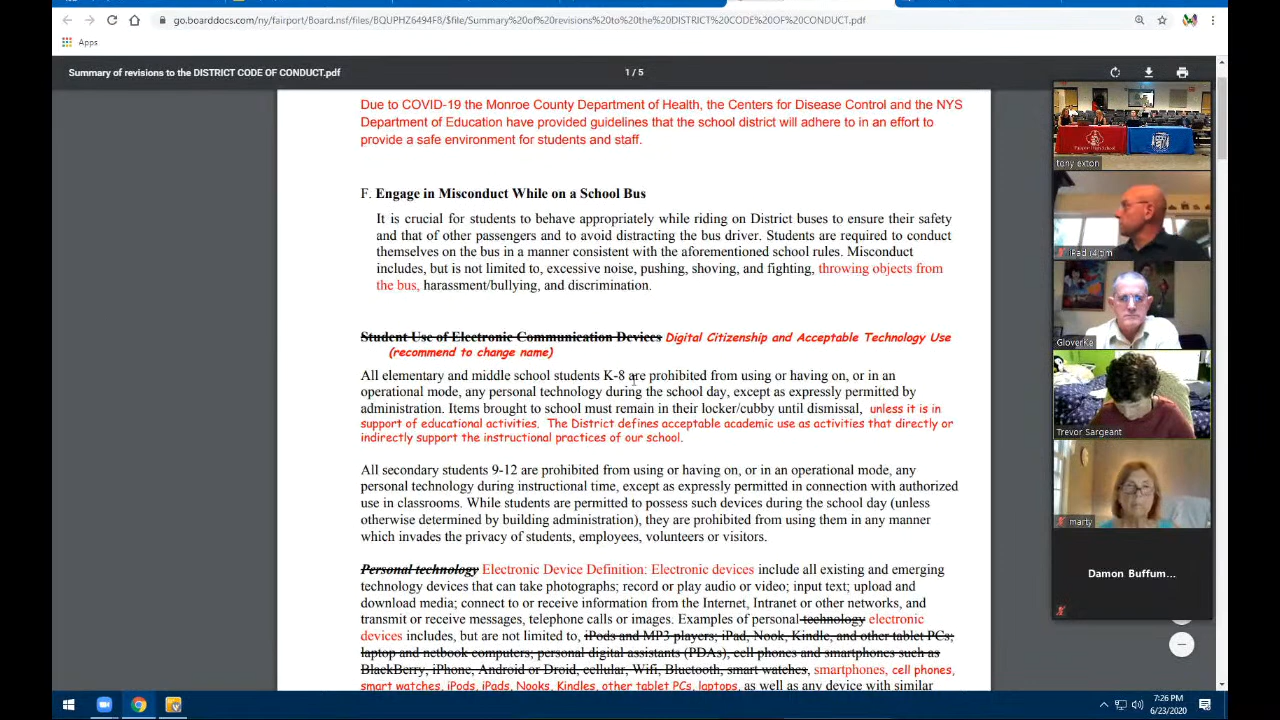 go.boarddocs.com/ny/fairport/Board.nsf/files/BQUPHZ6494F8/$file/Summary%20of%20revisions%20to%20the%20DISTRICT%20CODE%20OF%20CONDUCT.pdf
Apps
Summary of revisions to the DISTRICT CODE OF CONDUCT.pdf
1 / 5
Due to COVID-19 the Monroe County Department of Health, the Centers for Disease Control and the NYS
Department of Education have provided guidelines that the school district will adhere to in an effort to
provide a safe environment for students and staff.
F. Engage in Misconduct While on a School Bus
It is crucial for students to behave appropriately while riding on District buses to ensure their safety
and that of other passengers and to avoid distracting the bus driver. Students are required to conduct
themselves on the bus in a manner consistent with the aforementioned school rules. Misconduct
includes, but is not limited to, excessive noise, pushing, shoving, and fighting, throwing objects from
the bus, harassment/bullying, and discrimination.
Student Use of Electronic Communication Devices Digital Citizenship and Acceptable Technology Use
(recommend to change name)
All elementary and middle school students K-8 are prohibited from using or having on, or in an
operational mode, any personal technology during the school day, except as expressly permitted by
administration. Items brought to school must remain in their locker/cubby until dismissal, unless it is in
support of educational activities. The District defines acceptable academic use as activities that directly or
indirectly support the instructional practices of our school.
All secondary students 9-12 are prohibited from using or having on, or in an operational mode, any
personal technology during instructional time, except as expressly permitted in connection with authorized
use in classrooms. While students are permitted to possess such devices during the school day (unless
otherwise determined by building administration), they are prohibited from using them in any manner
which invades the privacy of students, employees, volunteers or visitors.
Personal technology Electronic Device Definition: Electronic devices include all existing and emerging
technology devices that can take photographs; record or play audio or video; input text; upload and
download media; connect to or receive information from the Internet, Intranet or other networks, and
transmit or receive messages, telephone calls or images. Examples of personal technology electronic
devices includes, but are not limited to, iPods and MP3 players; iPad, Nook, Kindle, and other tablet PCs;
laptop and netbook computers; personal digital assistants (PDAs), cell phones and smartphones such as
BlackBerry, iPhone, Android or Droid, cellular, Wifi, Bluetooth, smart watches, smartphones, cell phones,
smart watches, iPods, iPads, Nooks, Kindles, other tablet PCs, laptops, as well as any device with similar
tony exton
iPad (4)pm
GloverKe
Trevor Sargeant
marty
Damon Buffum...
7:26 PM
6/23/2020